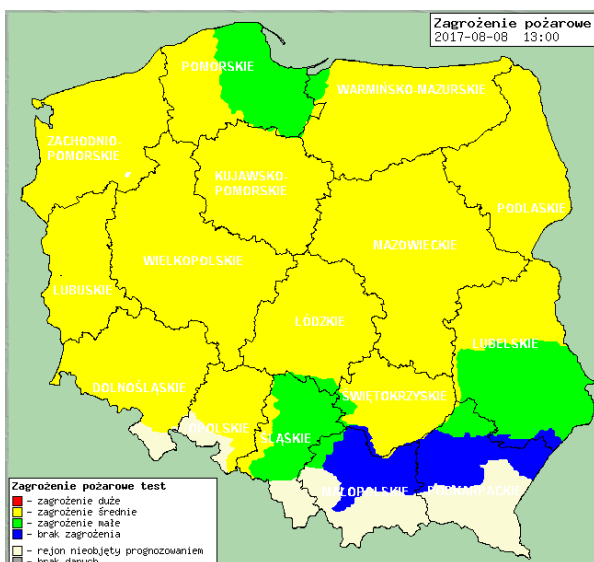 Zagrożenie pożarowe
2017-08-08 13:00
POMORSKIE
WARMIŃSKO-MAZURSKIE
ZACHODNIO-
POMORSKIE
KUJAWSKO-
POMORSKIE
PODLASKIE
MAZOWIECKIE
WIELKOPOLSKIE
LUBUSKIE
ŁÓDZKIE
LUBELSKIE
DOLNOŚLĄSKIE
ŚWIĘTOKRZYSKIE
OPOLSKIE
ŚLĄSKIE
MAŁOPOLSKIE
PODKARPACKIE
Zagrożenie pożarowe test
- zagrożenie duże
- zagrożenie średnie
- zagrożenie małe
- brak zagrożenia
- rejon nieobjęty prognozowaniem
- brak danych